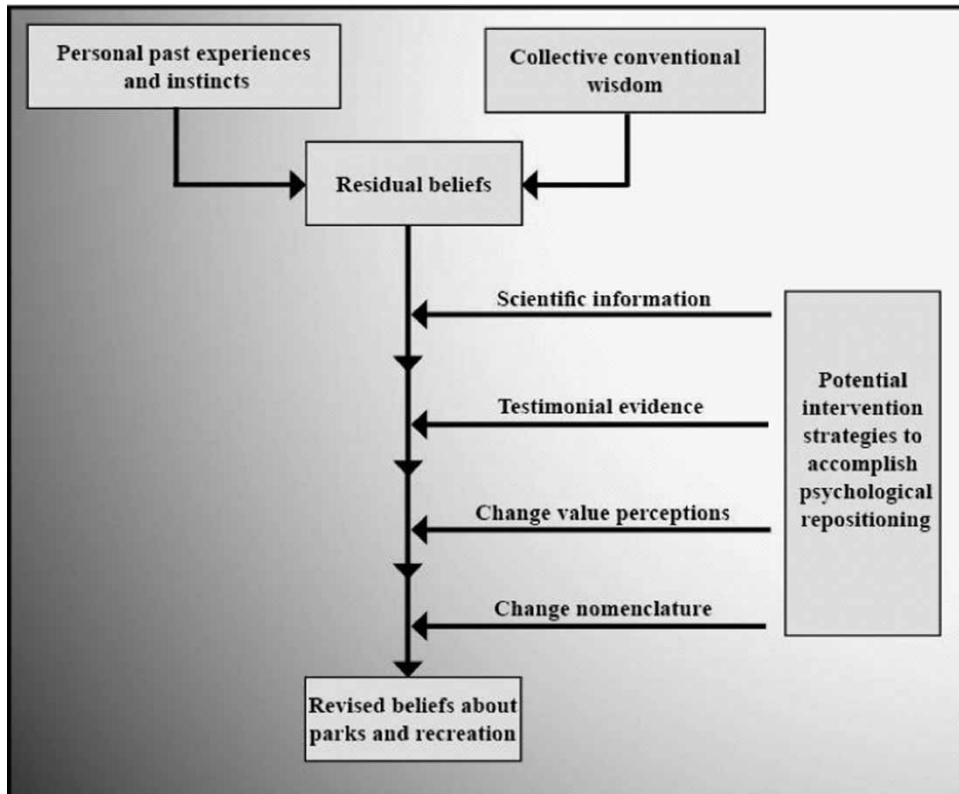 Personal past experiences
and instincts
Collective conventional
wisdom
Residual beliefs
Scientific information
Testimonial evidence
Change value perceptions
Change nomenclature
Potential
intervention
strategies to
accomplish
psychological
repositioning
Revised beliefs about
parks and recreation